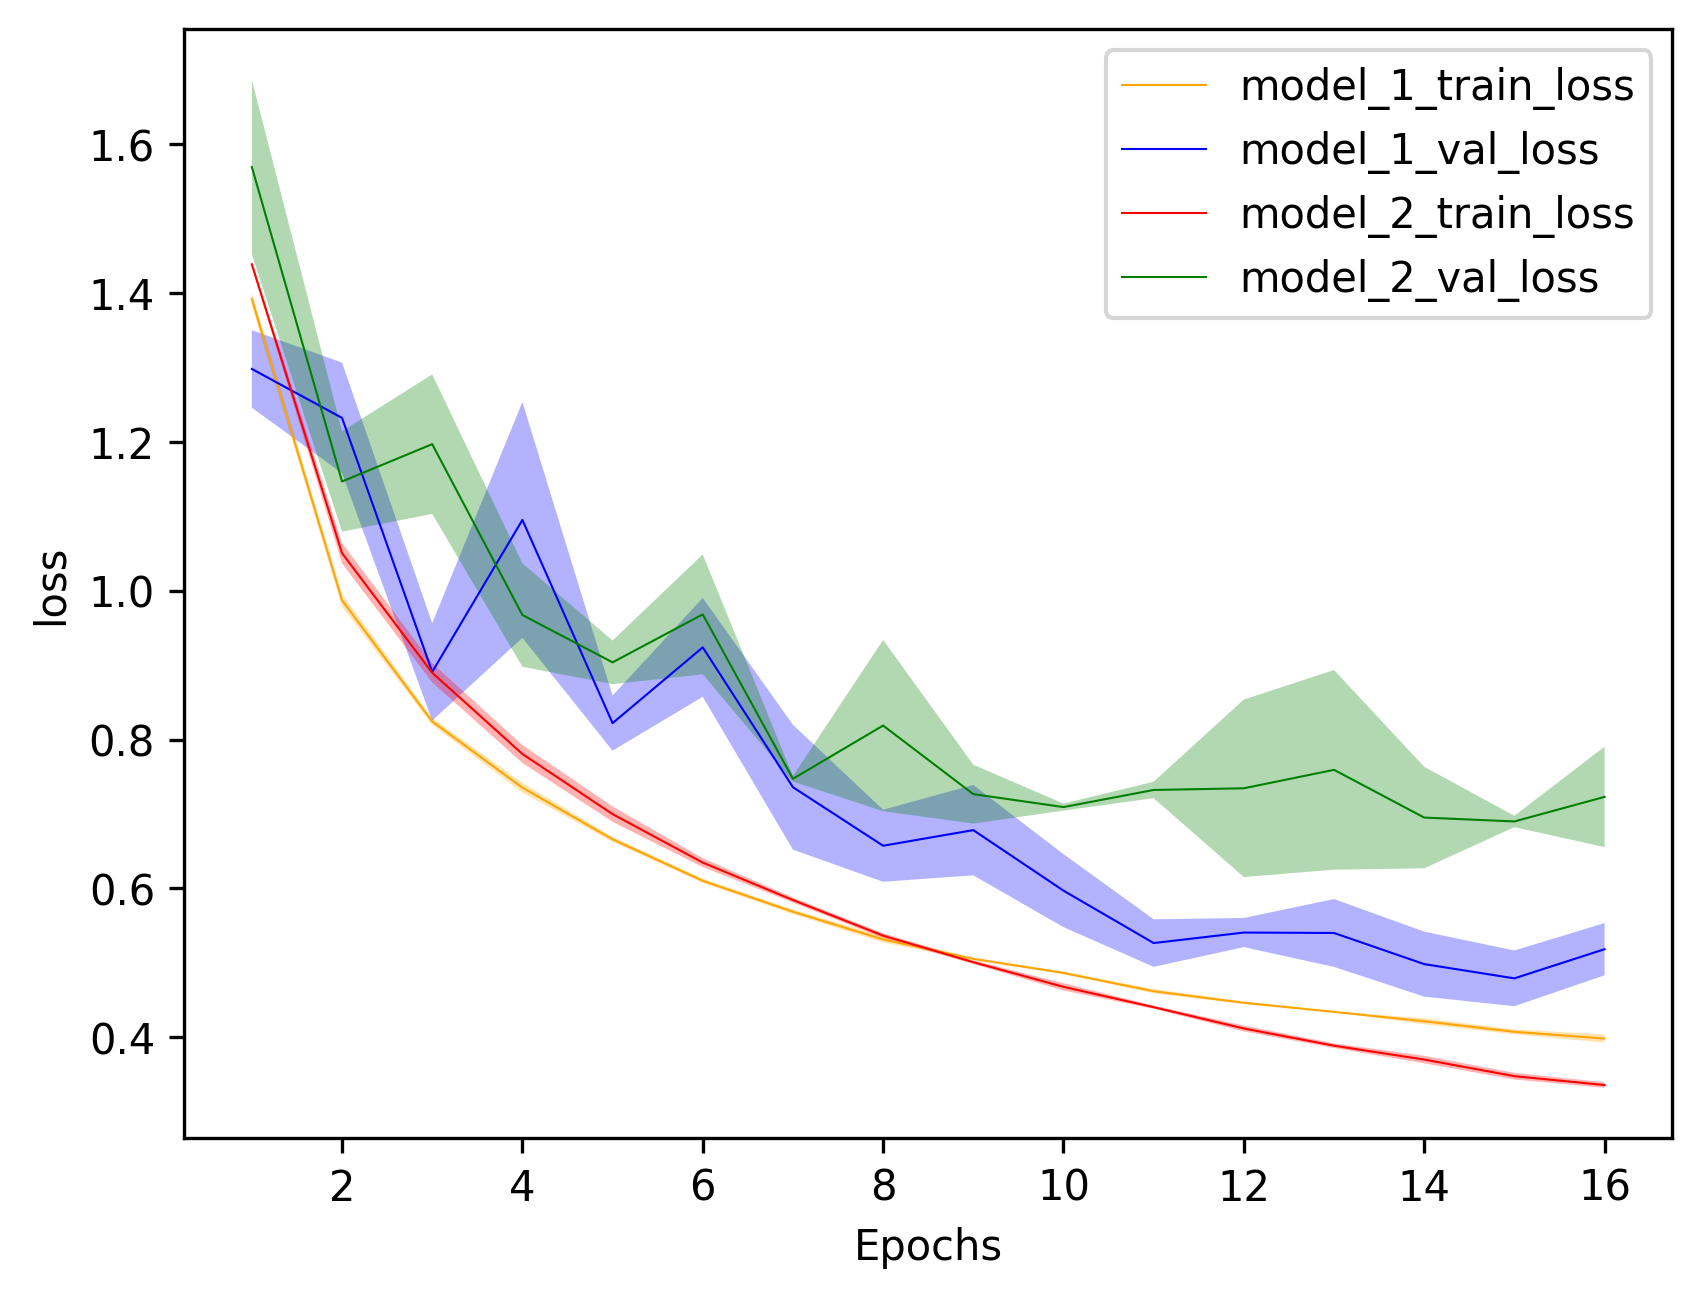 model_1_train_loss
model_1_val_loss
model_2_train_loss
model_2_val_loss
1.6
1.4
1.2
1.0
0.8
0.6
0.4
loss
2 4 6 8 10 12 14 16
Epochs